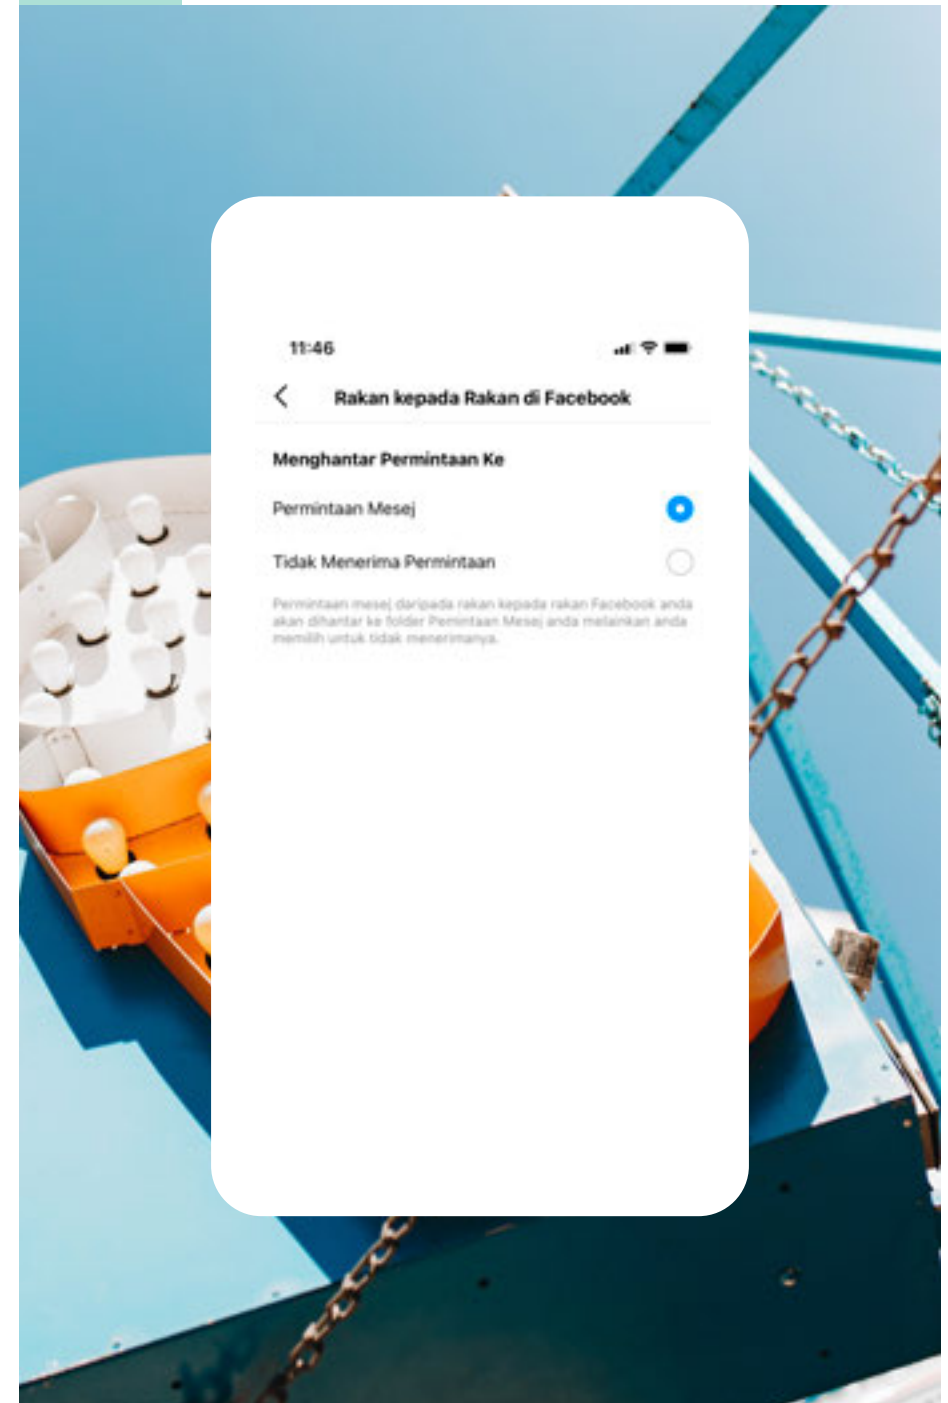 11:46
Rakan kepada Rakan di Facebook
Menghantar Permintaan Ke
Permintaan Mesej
Tidak Menerima Permintaan
Permintaan mesej daripada rakan kepada rakan Facebook anda
akan dihantar ke folder Permintaan Mesej anda melainkan anda
memilih untuk tidak menerimanya.